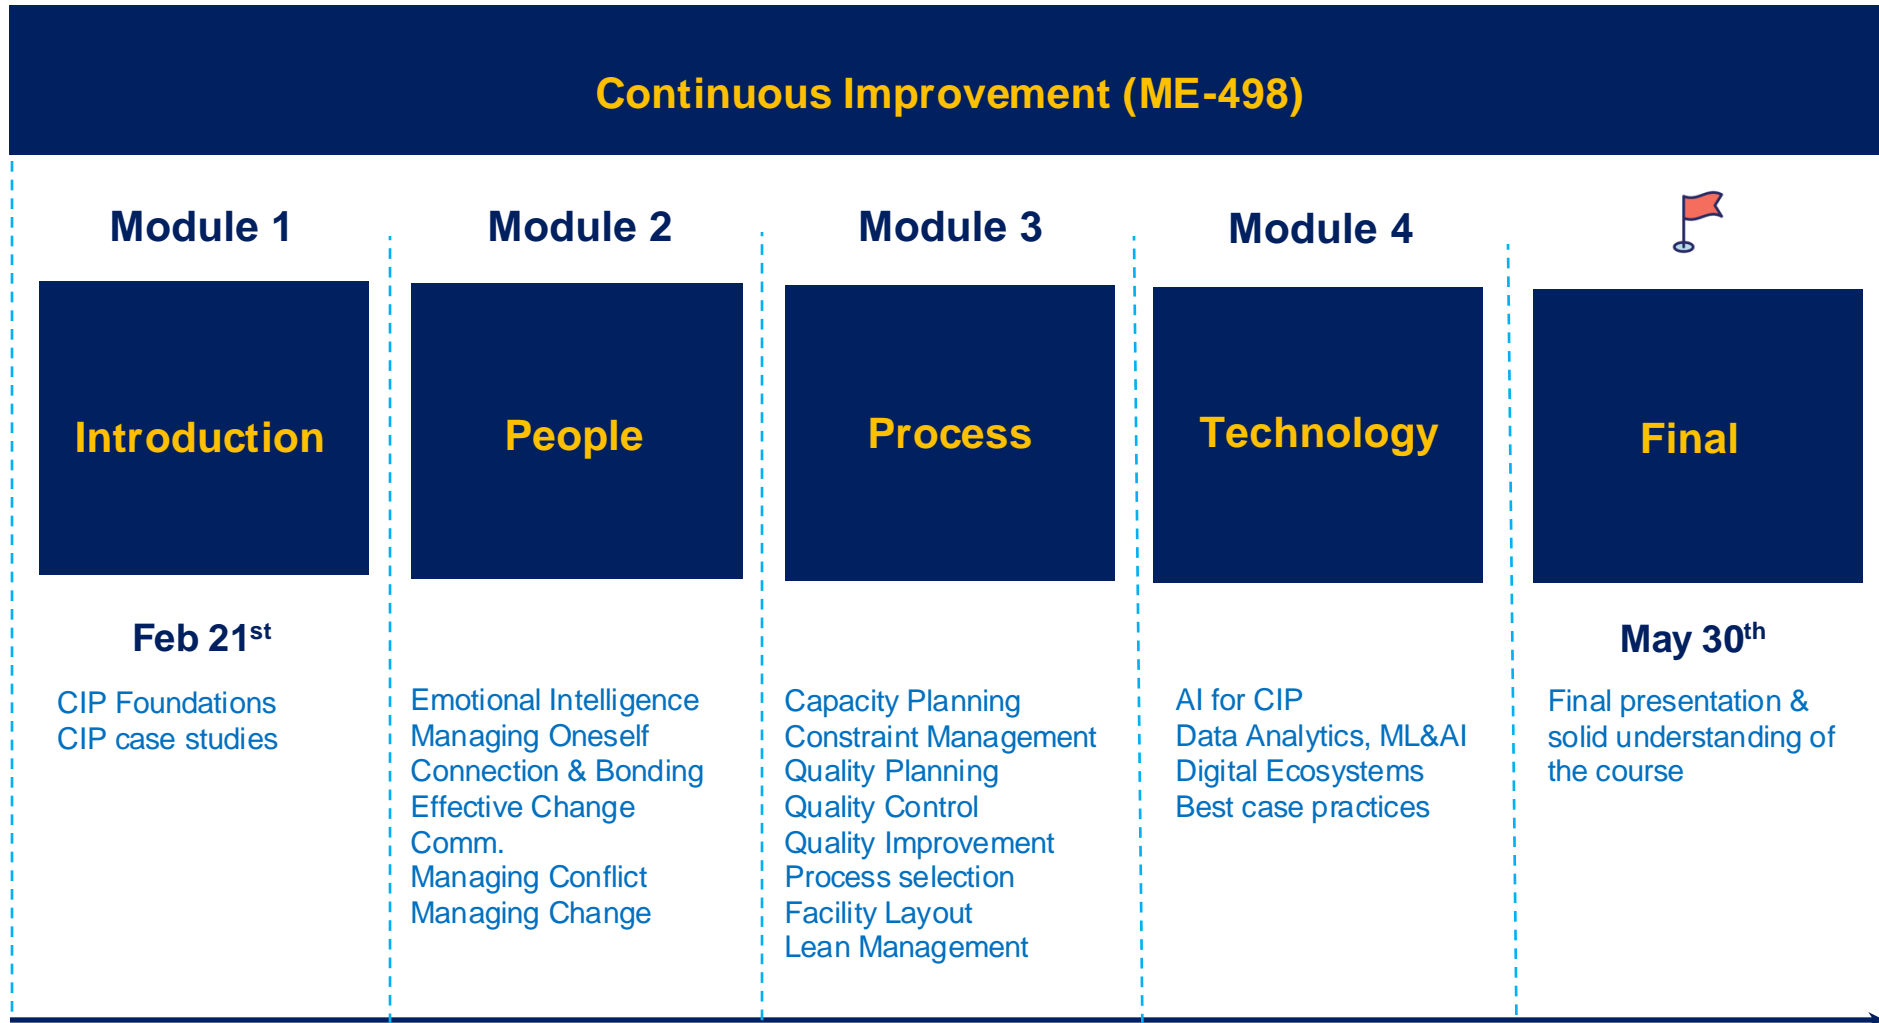 Continuous Improvement (ME-498)
Module 1
Introduction
Feb 21st
CIP Foundations
CIP case studies
Module 2
People
Emotional Intelligence
Managing Oneself
Connection & Bonding
Effective Change
Comm.
Managing Conflict
Managing Change
Module 3
Process
Capacity Planning
Constraint Management
Quality Planning
Quality Control
Quality Improvement
Process selection
Facility Layout
Lean Management
Module 4
Technology
AI for CIP
Data Analytics, ML&AI
Digital Ecosystems
Best case practices
Final
May 30th
Final presentation &
solid understanding of
the course